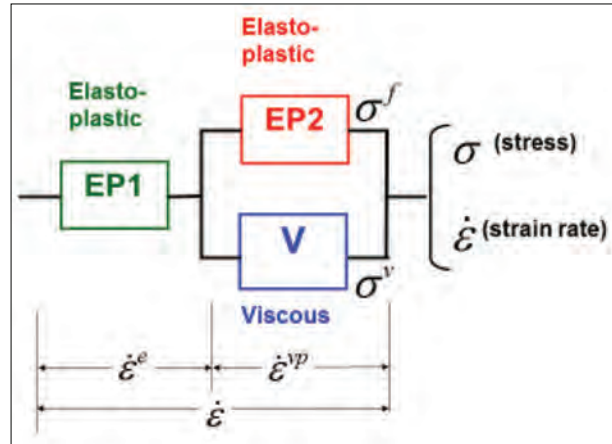 Elasto-
plastic
Elasto-
plastic
EP2
σ^f
EP1
σ (stress)
V
ε̇ (strain rate)
σ^v
Viscous
ε̇^e
ε̇^vp
ε̇